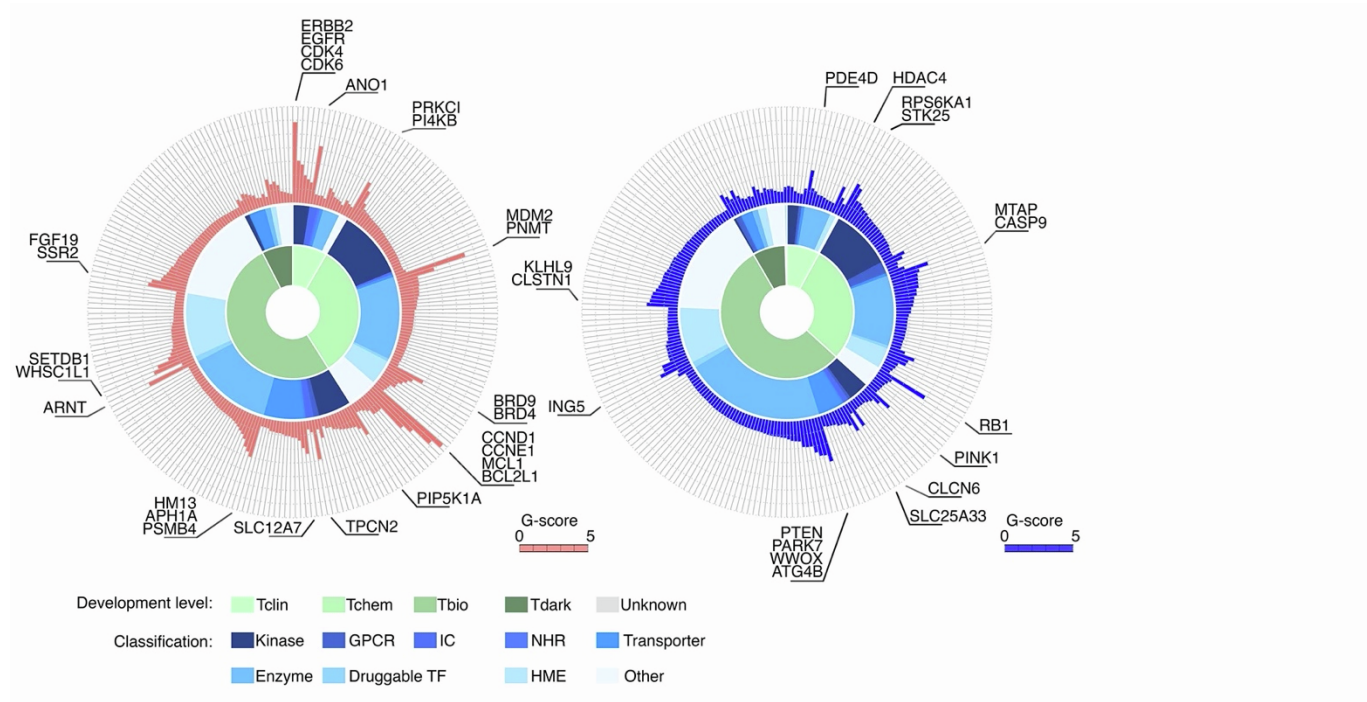 ERBB2
EGFR
CDK4
CDK6
ANO1
PRKCI
PI4KB
MDM2
PNMT
FGF19
SSR2
SETDB1
WHSC1L1
ARNT
BRD9
BRD4
CCND1
CCNE1
MCL1
BCL2L1
PIP5K1A
TPCN2
SLC12A7
HM13
APH1A
PSMB4
G-score
0 5
PDE4D
HDAC4
RPS6KA1
STK25
MTAP
CASP9
KLHL9
CLSTN1
ING5
RB1
PINK1
CLCN6
SLC25A33
PTEN
PARK7
WWOX
ATG4B
G-score
0 5
Development level: Tclin Tchem Tbio Tdark Unknown
Classification: Kinase GPCR IC NHR Transporter
Enzyme Druggable TF HME Other